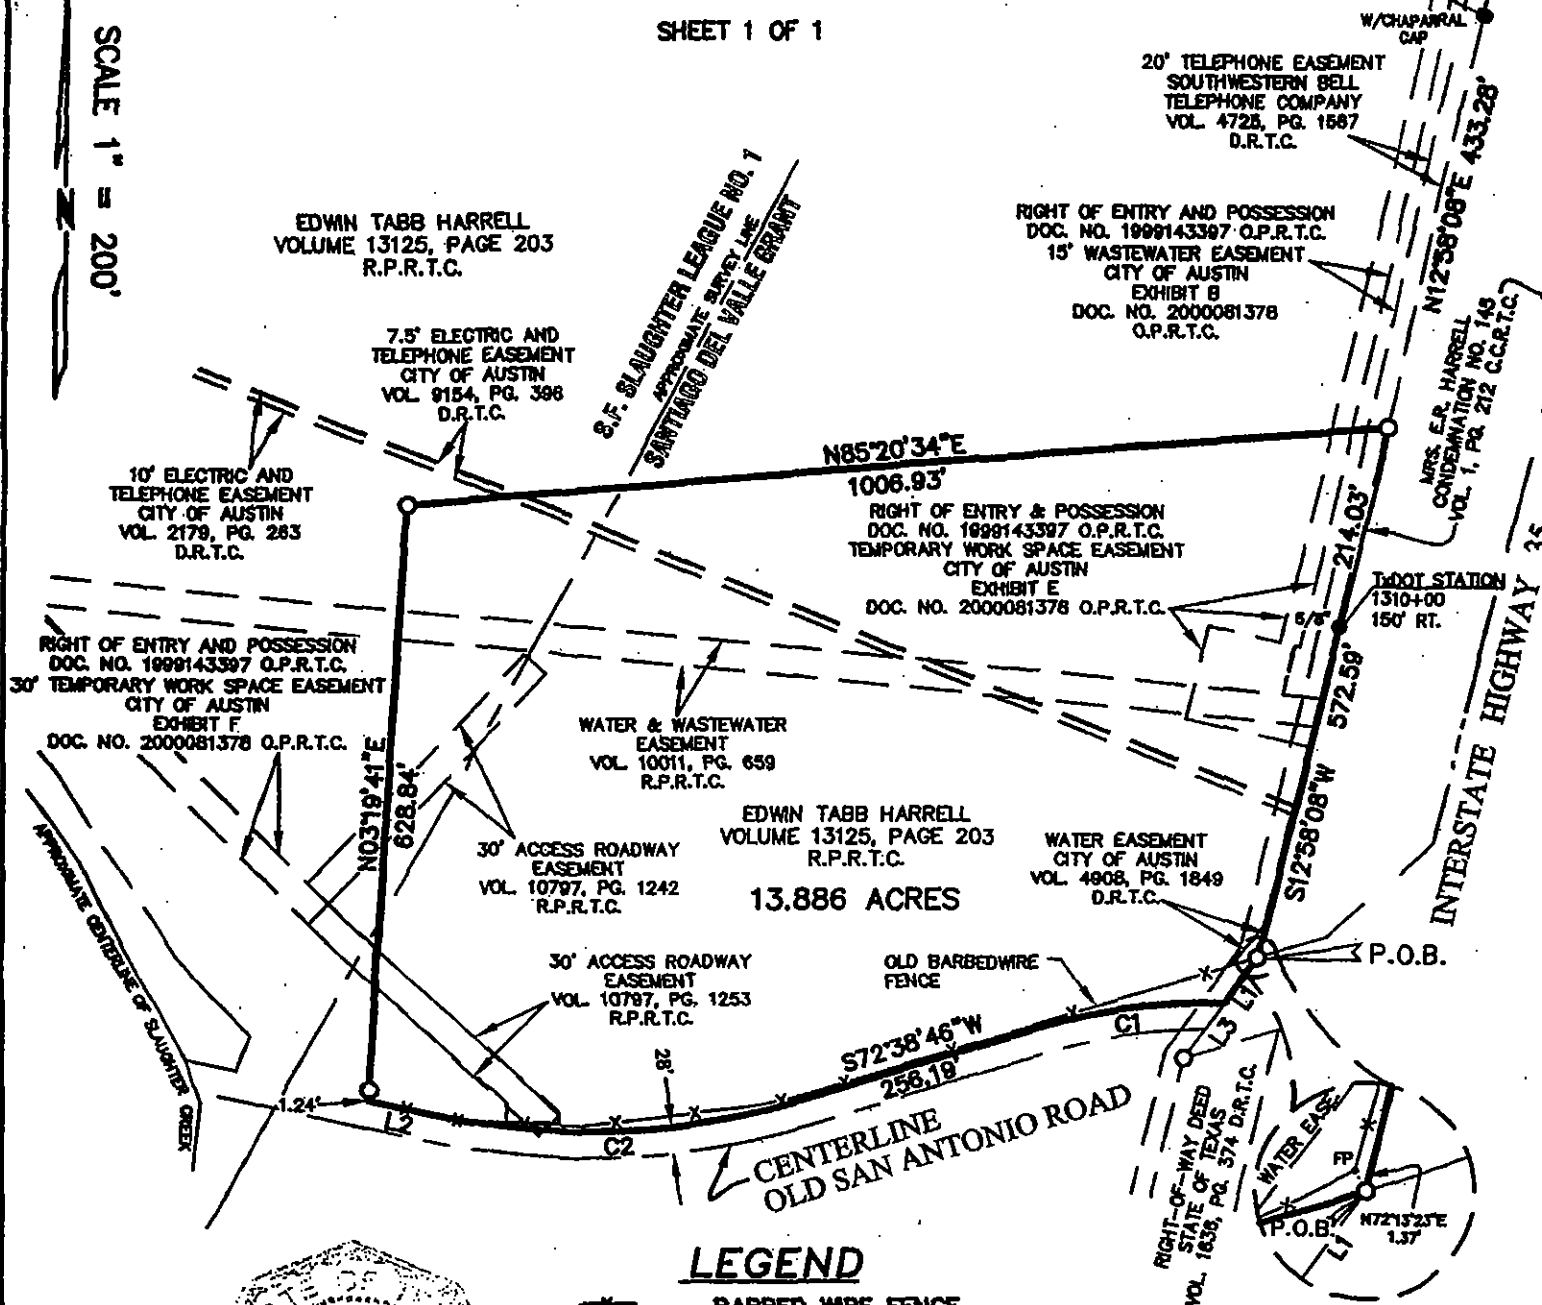 SHEET 1 OF 1
SCALE 1" = 200'
N
W/CHAPARRAL
CAP
20' TELEPHONE EASEMENT
SOUTHWESTERN BELL
TELEPHONE COMPANY
VOL. 4725, PG. 1567
D.R.T.C.
N12°58'08"E 433.28'
RIGHT OF ENTRY AND POSSESSION
DOC. NO. 1999143397 O.P.R.T.C.
15' WASTEWATER EASEMENT
CITY OF AUSTIN
EXHIBIT B
DOC. NO. 2000081378
O.P.R.T.C.
EDWIN TABB HARRELL
VOLUME 13125, PAGE 203
R.P.R.T.C.
S.F. SLAUGHTER LEAGUE NO. 1
APPROXIMATE SURVEY LINE
SANTIAGO DEL VALLE GRANT
7.5' ELECTRIC AND
TELEPHONE EASEMENT
CITY OF AUSTIN
VOL. 9154, PG. 396
D.R.T.C.
MRS. E.R. HARRELL
CONDEMNATION NO. 145
VOL. 1, PG. 212 C.C.R.T.C.
10' ELECTRIC AND
TELEPHONE EASEMENT
CITY OF AUSTIN
VOL. 2179, PG. 263
D.R.T.C.
N85°20'34"E
1006.93'
RIGHT OF ENTRY & POSSESSION
DOC. NO. 1999143397 O.P.R.T.C.
TEMPORARY WORK SPACE EASEMENT
CITY OF AUSTIN
EXHIBIT E
DOC. NO. 2000081378 O.P.R.T.C.
214.03'
TxDOT STATION
1310+00
150' RT.
5/8"
572.59'
S12°58'08"W
INTERSTATE HIGHWAY 35
RIGHT OF ENTRY AND POSSESSION
DOC. NO. 1999143397 O.P.R.T.C.
30' TEMPORARY WORK SPACE EASEMENT
CITY OF AUSTIN
EXHIBIT F
DOC. NO. 2000081378 O.P.R.T.C.
N03°19'41"E
628.84'
WATER & WASTEWATER
EASEMENT
VOL. 10011, PG. 659
R.P.R.T.C.
EDWIN TABB HARRELL
VOLUME 13125, PAGE 203
R.P.R.T.C.
13.886 ACRES
WATER EASEMENT
CITY OF AUSTIN
VOL. 4908, PG. 1849
D.R.T.C.
30' ACCESS ROADWAY
EASEMENT
VOL. 10797, PG. 1242
R.P.R.T.C.
APPROXIMATE CENTERLINE OF SLAUGHTER CREEK
30' ACCESS ROADWAY
EASEMENT
VOL. 10797, PG. 1253
R.P.R.T.C.
OLD BARBEDWIRE
FENCE
P.O.B.
L1
L3
C1
S72°38'46"W
256.19'
28'
1.24'
L2
C2
CENTERLINE
OLD SAN ANTONIO ROAD
RIGHT-OF-WAY DEED
STATE OF TEXAS
VOL. 1636, PG. 374 D.R.T.C.
WATER EASE.
FP
P.O.B.
L1
N72°13'23"E
1.37'
LEGEND
BARBED WIRE FENCE